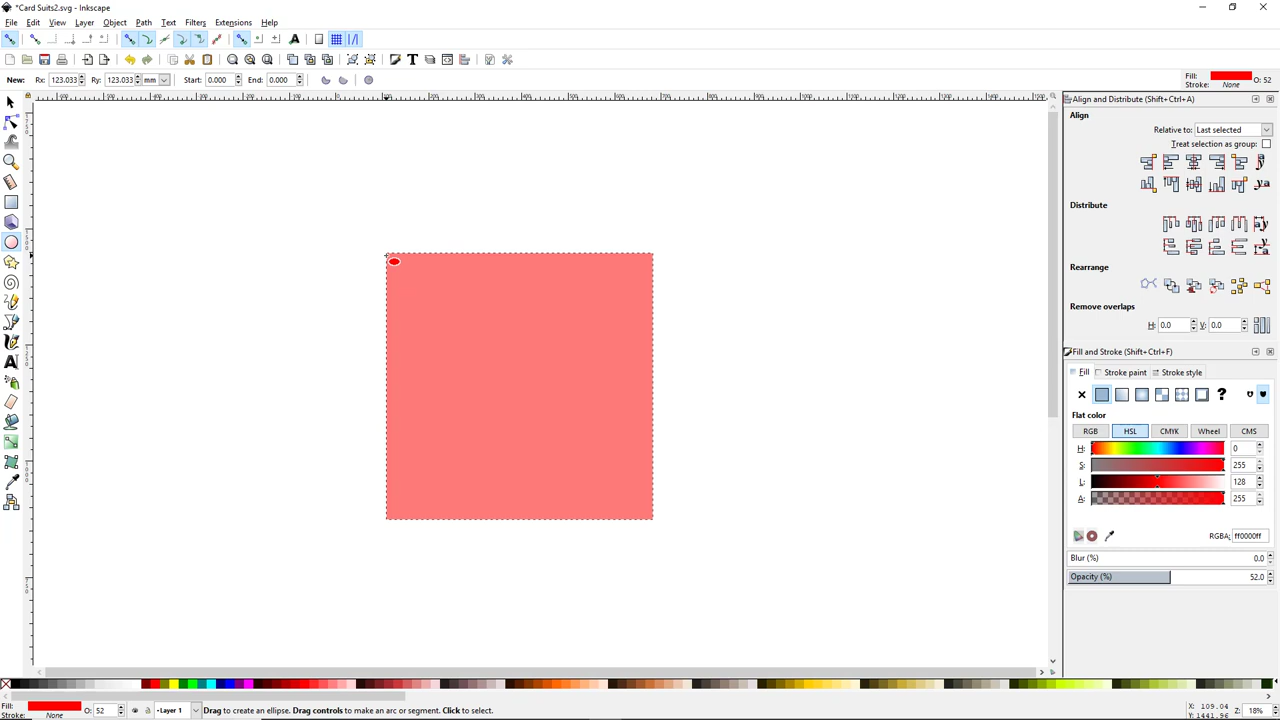 *Card Suits2.svg - Inkscape
File Edit View Layer Object Path Text Filters Extensions Help
New: Rx: 123.033 Ry: 123.033 mm Start: 0.000 End: 0.000
Fill: O: 52
Stroke: None
Align and Distribute (Shift+Ctrl+A)
Align
Relative to: Last selected
Treat selection as group:
Distribute
Rearrange
Remove overlaps
H: 0.0 V: 0.0
Fill and Stroke (Shift+Ctrl+F)
Fill Stroke paint Stroke style
Flat color
RGB HSL CMYK Wheel CMS
H: 0
S: 255
L: 128
A: 255
RGBA: ff0000ff
Blur (%) 0.0
Opacity (%) 52.0
Fill: O: 52 Layer 1 Drag to create an ellipse. Drag controls to make an arc or segment. Click to select. X: 109.04 Z: 18%
Stroke: None Y: 1441.96